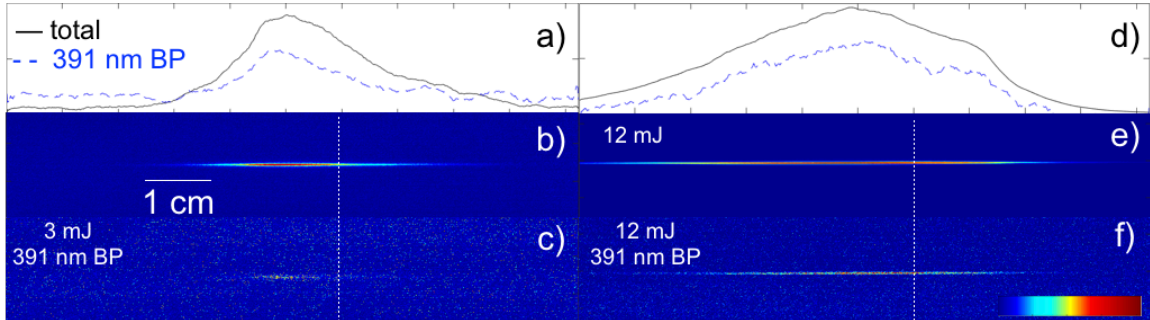 total
391 nm BP
a)
d)
12 mJ
b)
e)
1 cm
3 mJ
391 nm BP
c)
12 mJ
391 nm BP
f)